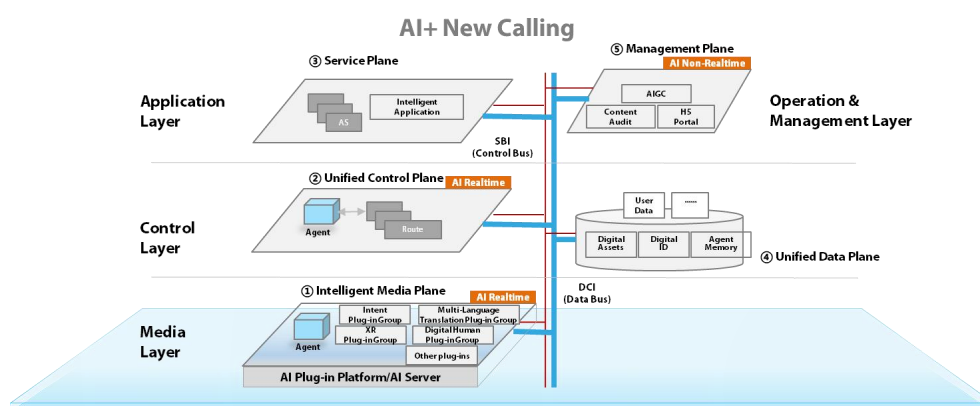 AI+ New Calling
③ Service Plane
⑤ Management Plane
AI Non-Realtime
Application
Layer
AS
Intelligent
Application
AIGC
Content
Audit
H5
Portal
Operation &
Management Layer
SBI
(Control Bus)
② Unified Control Plane
AI Realtime
Control
Layer
Agent
Route
User
Data
......
Digital
Assets
Digital
ID
Agent
Memory
④ Unified Data Plane
① Intelligent Media Plane
AI Realtime
DCI
(Data Bus)
Media
Layer
Agent
Intent
Plug-inGroup
Multi-Language
Translation Plug-in Group
XR
Plug-inGroup
DigitalHuman
Plug-inGroup
Other plug-ins
AI Plug-in Platform/AI Server